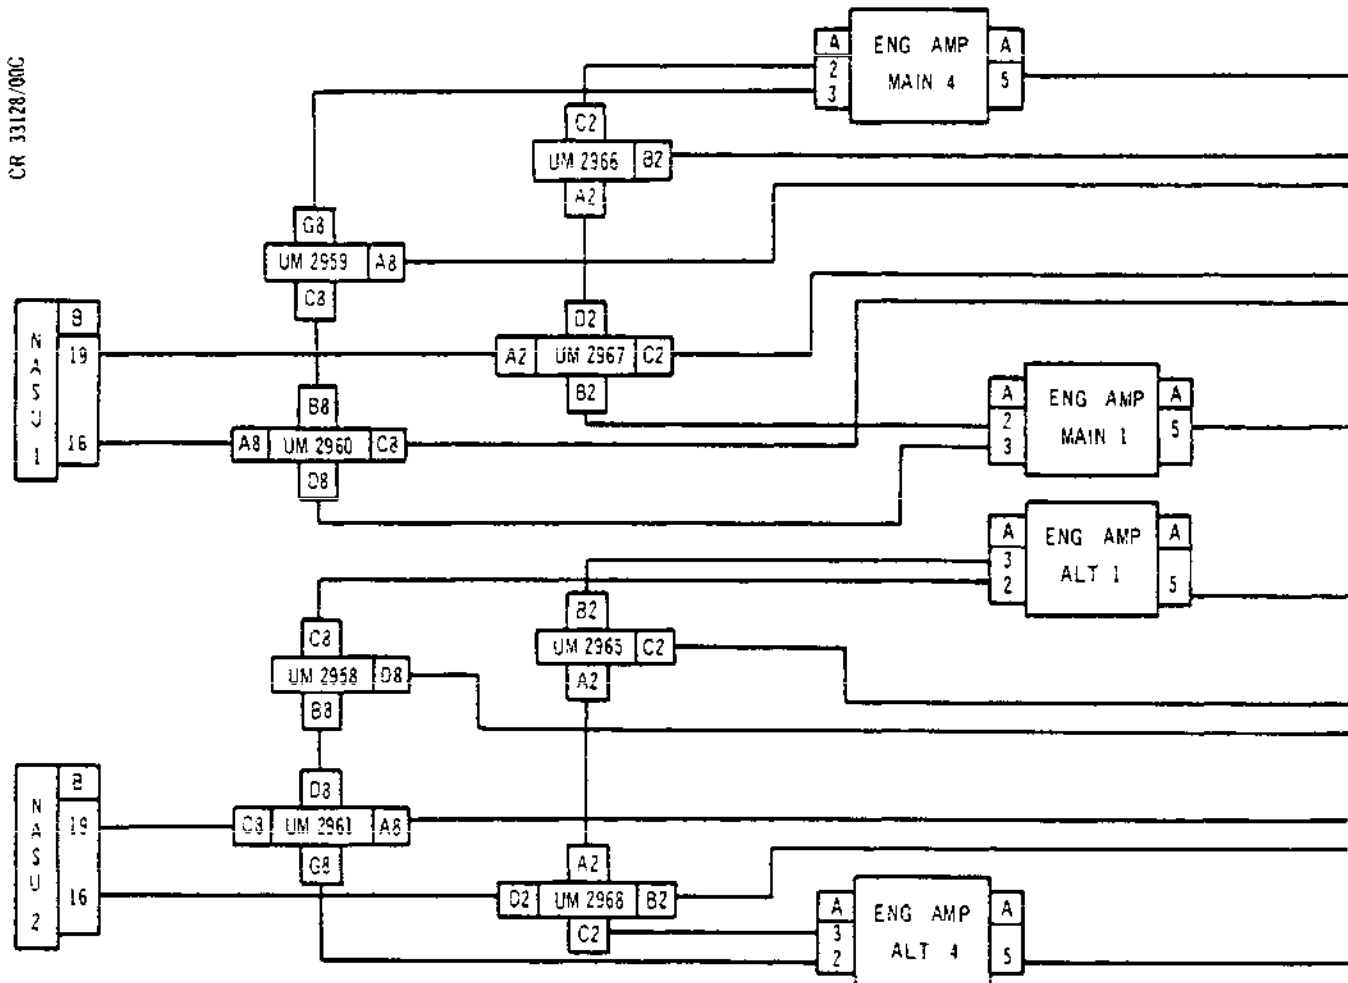 CR 33128/00C
A ENG AMP A
2 MAIN 4 5
3
C2
UM 2966 B2
A2
G8
UM 2959 A8
C8
NASU 1
B
19
16
D2
A2 UM 2967 C2
B2
B8
A8 UM 2960 C8
D8
A ENG AMP A
2 MAIN 1 5
3
A ENG AMP A
3 ALT 1 5
2
B2
UM 2965 C2
A2
C8
UM 2958 D8
B8
NASU 2
B
19
16
D8
C8 UM 2961 A8
G8
A2
D2 UM 2968 B2
C2
A ENG AMP A
3 ALT 4 5
2